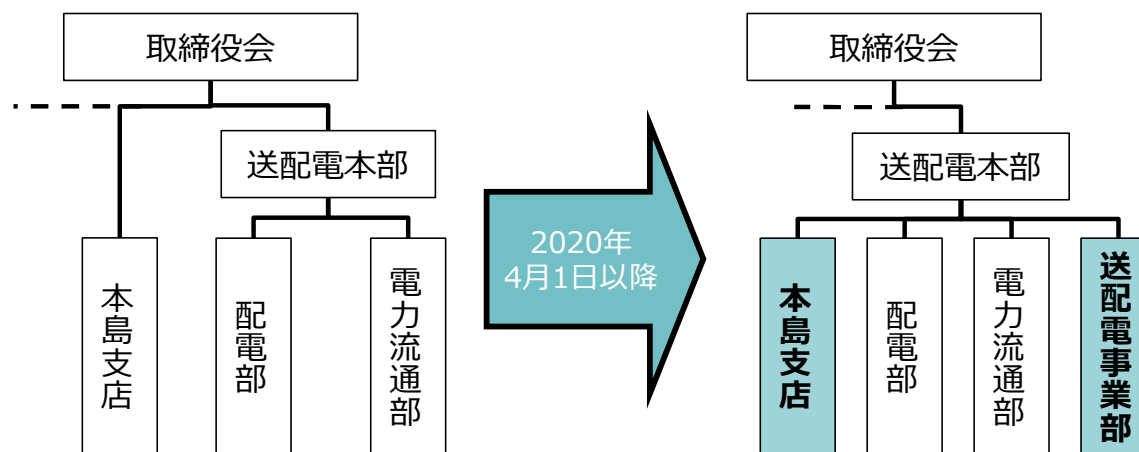 取締役会
送配電本部
本島支店
配電部
電力流通部
2020年
4月1日以降
取締役会
送配電本部
本島支店
配電部
電力流通部
送配電事業部